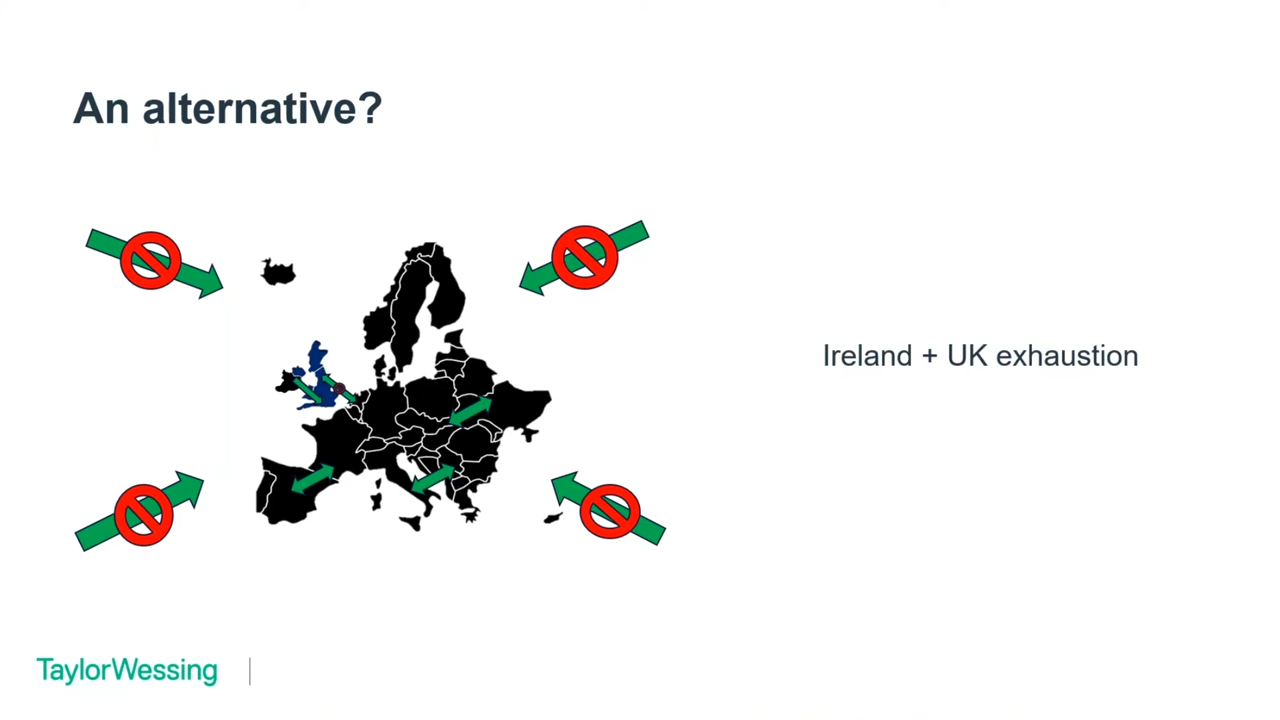 An alternative?
Ireland + UK exhaustion
TaylorWessing